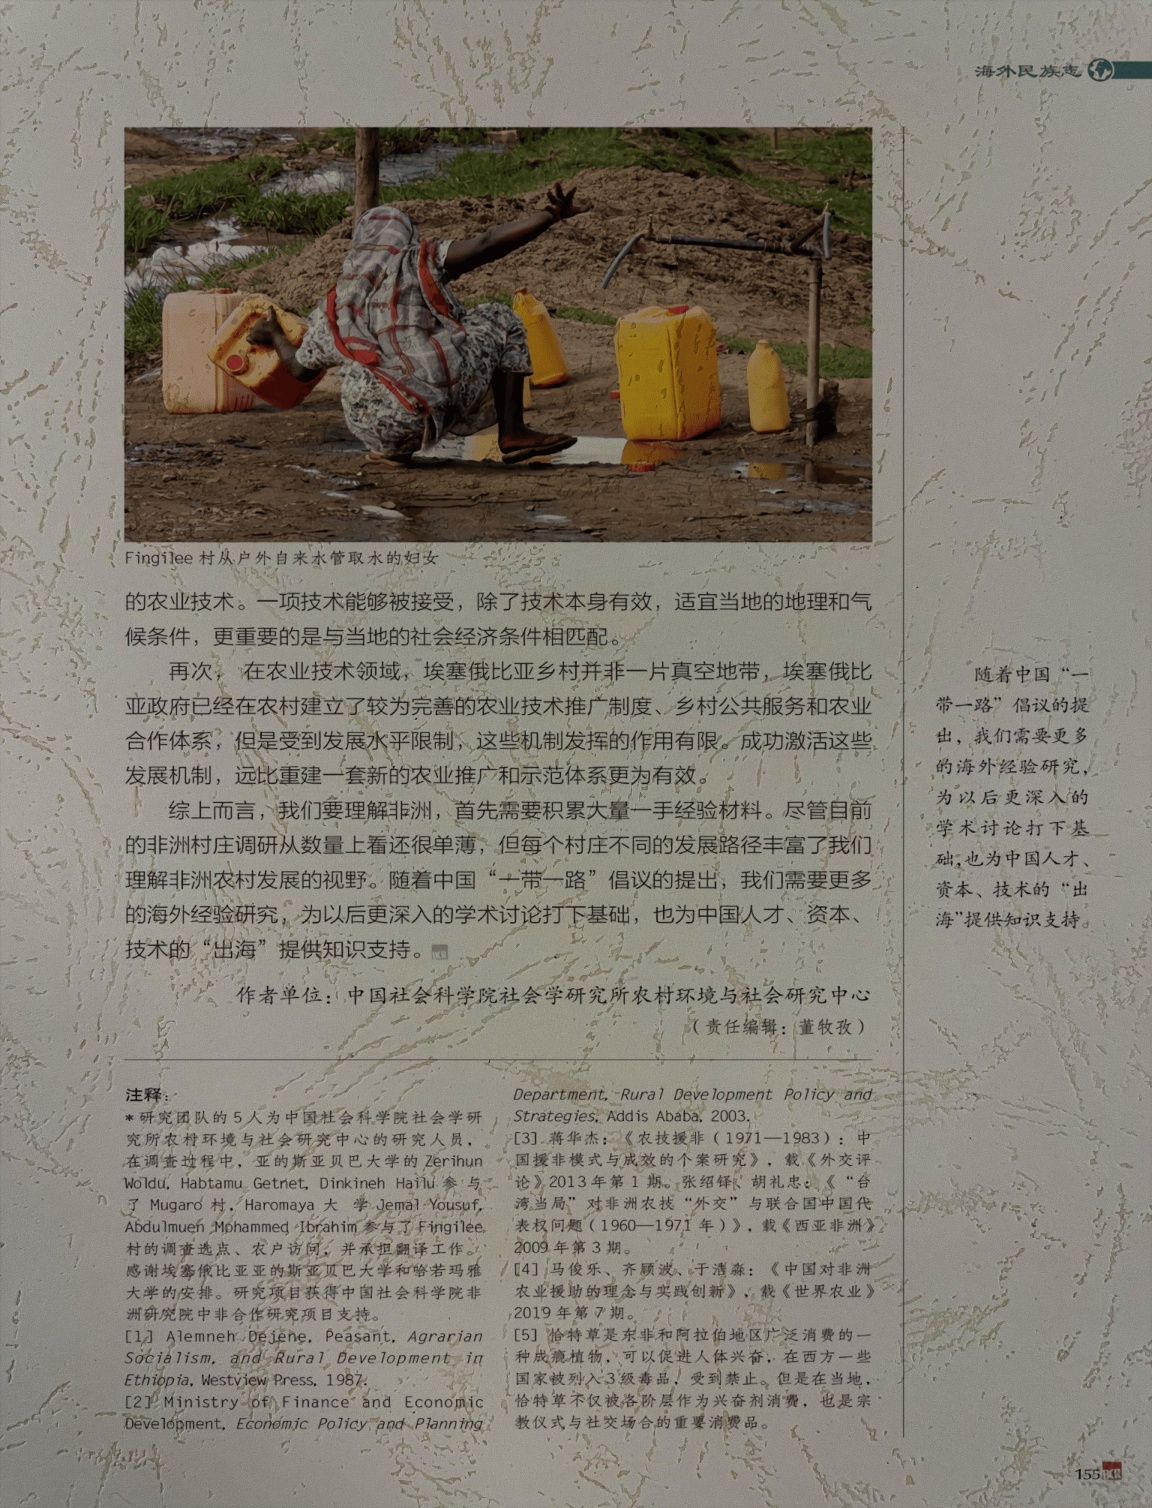 海外民族志
Fingilee 村从户外自来水管取水的妇女
的农业技术。一项技术能够被接受，除了技术本身有效，适宜当地的地理和气
候条件，更重要的是与当地的社会经济条件相匹配。
再次， 在农业技术领域，埃塞俄比亚乡村并非一片真空地带，埃塞俄比
亚政府已经在农村建立了较为完善的农业技术推广制度、乡村公共服务和农业
合作体系，但是受到发展水平限制，这些机制发挥的作用有限。成功激活这些
发展机制，远比重建一套新的农业推广和示范体系更为有效。
综上而言，我们要理解非洲，首先需要积累大量一手经验材料。尽管目前
的非洲村庄调研从数量上看还很单薄，但每个村庄不同的发展路径丰富了我们
理解非洲农村发展的视野。随着中国“一带一路”倡议的提出，我们需要更多
的海外经验研究，为以后更深入的学术讨论打下基础，也为中国人才、资本、
技术的“出海”提供知识支持。
作者单位：中国社会科学院社会学研究所农村环境与社会研究中心
（责任编辑：董牧孜）
随着中国“一
带一路”倡议的提
出，我们需要更多
的海外经验研究，
为以后更深入的
学术讨论打下基
础，也为中国人才、
资本、技术的“出
海”提供知识支持。
注释：
* 研究团队的 5 人为中国社会科学院社会学研
究所农村环境与社会研究中心的研究人员，
在调查过程中，亚的斯亚贝巴大学的 Zerihun
Woldu, Habtamu Getnet, Dinkineh Hailu 参与
了 Mugaro 村，Haromaya 大 学 Jemal Yousuf,
Abdulmuen Mohammed Ibrahim 参与了 Fingilee
村的调查选点、农户访问，并承担翻译工作。
感谢埃塞俄比亚亚的斯亚贝巴大学和哈若玛雅
大学的安排。研究项目获得中国社会科学院非
洲研究院中非合作研究项目支持。
[1] Alemneh Dejene, Peasant, Agrarian
Socialism, and Rural Development in
Ethiopia, Westview Press, 1987.
[2] Ministry of Finance and Economic
Development, Economic Policy and Planning
Department, Rural Development Policy and
Strategies, Addis Ababa, 2003.
[3] 蒋华杰：《农技援非（1971—1983）：中
国援非模式与成效的个案研究》，载《外交评
论》2013 年第 1 期。张绍铎、胡礼忠：《“台
湾当局”对非洲农技“外交”与联合国中国代
表权问题（1960—1971 年）》，载《西亚非洲》
2009 年第 3 期。
[4] 马俊乐、齐顾波、于浩淼：《中国对非洲
农业援助的理念与实践创新》，载《世界农业》
2019 年第 7 期。
[5] 恰特草是东非和阿拉伯地区广泛消费的一
种成瘾植物，可以促进人体兴奋，在西方一些
国家被列入 3 级毒品，受到禁止。但是在当地，
恰特草不仅被各阶层作为兴奋剂消费，也是宗
教仪式与社交场合的重要消费品。
155